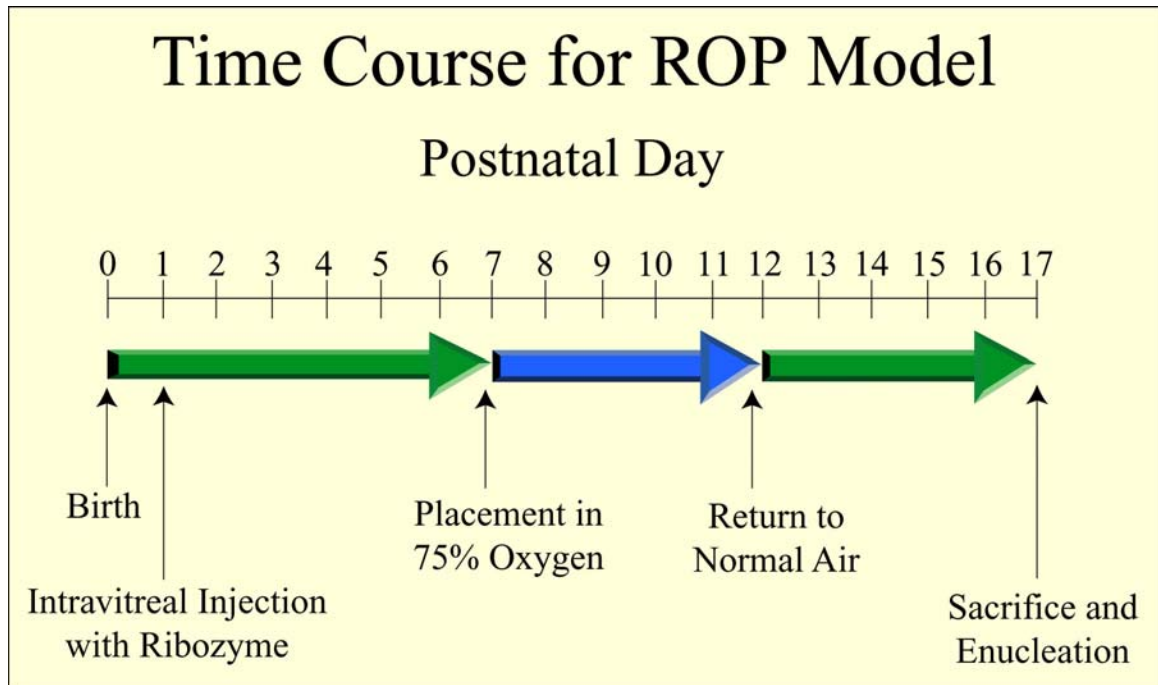 Time Course for ROP Model
Postnatal Day
0 1 2 3 4 5 6 7 8 9 10 11 12 13 14 15 16 17
Birth
Intravitreal Injection
with Ribozyme
Placement in
75% Oxygen
Return to
Normal Air
Sacrifice and
Enucleation